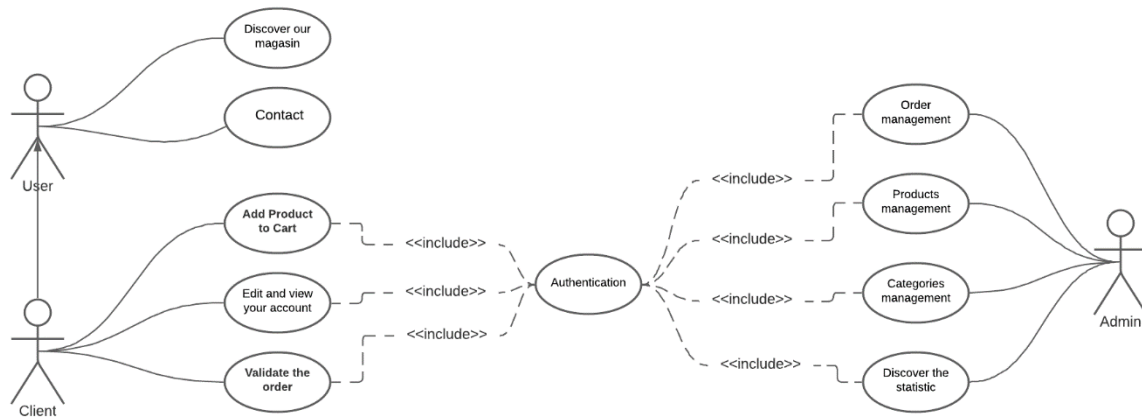 Discover our
magasin
Contact
User
Add Product
to Cart
<<include>>
Edit and view
your account
<<include>>
<<include>>
Validate the
order
Client
Authentication
Order
management
<<include>>
Products
management
<<include>>
Categories
management
<<include>>
Admin
<<include>>
Discover the
statistic